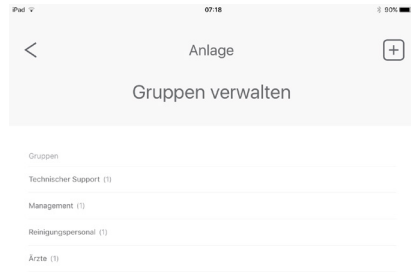 iPad 07:18 90%
Anlage
Gruppen verwalten
Gruppen
Technischer Support (1)
Management (1)
Reinigungspersonal (1)
Ärzte (1)